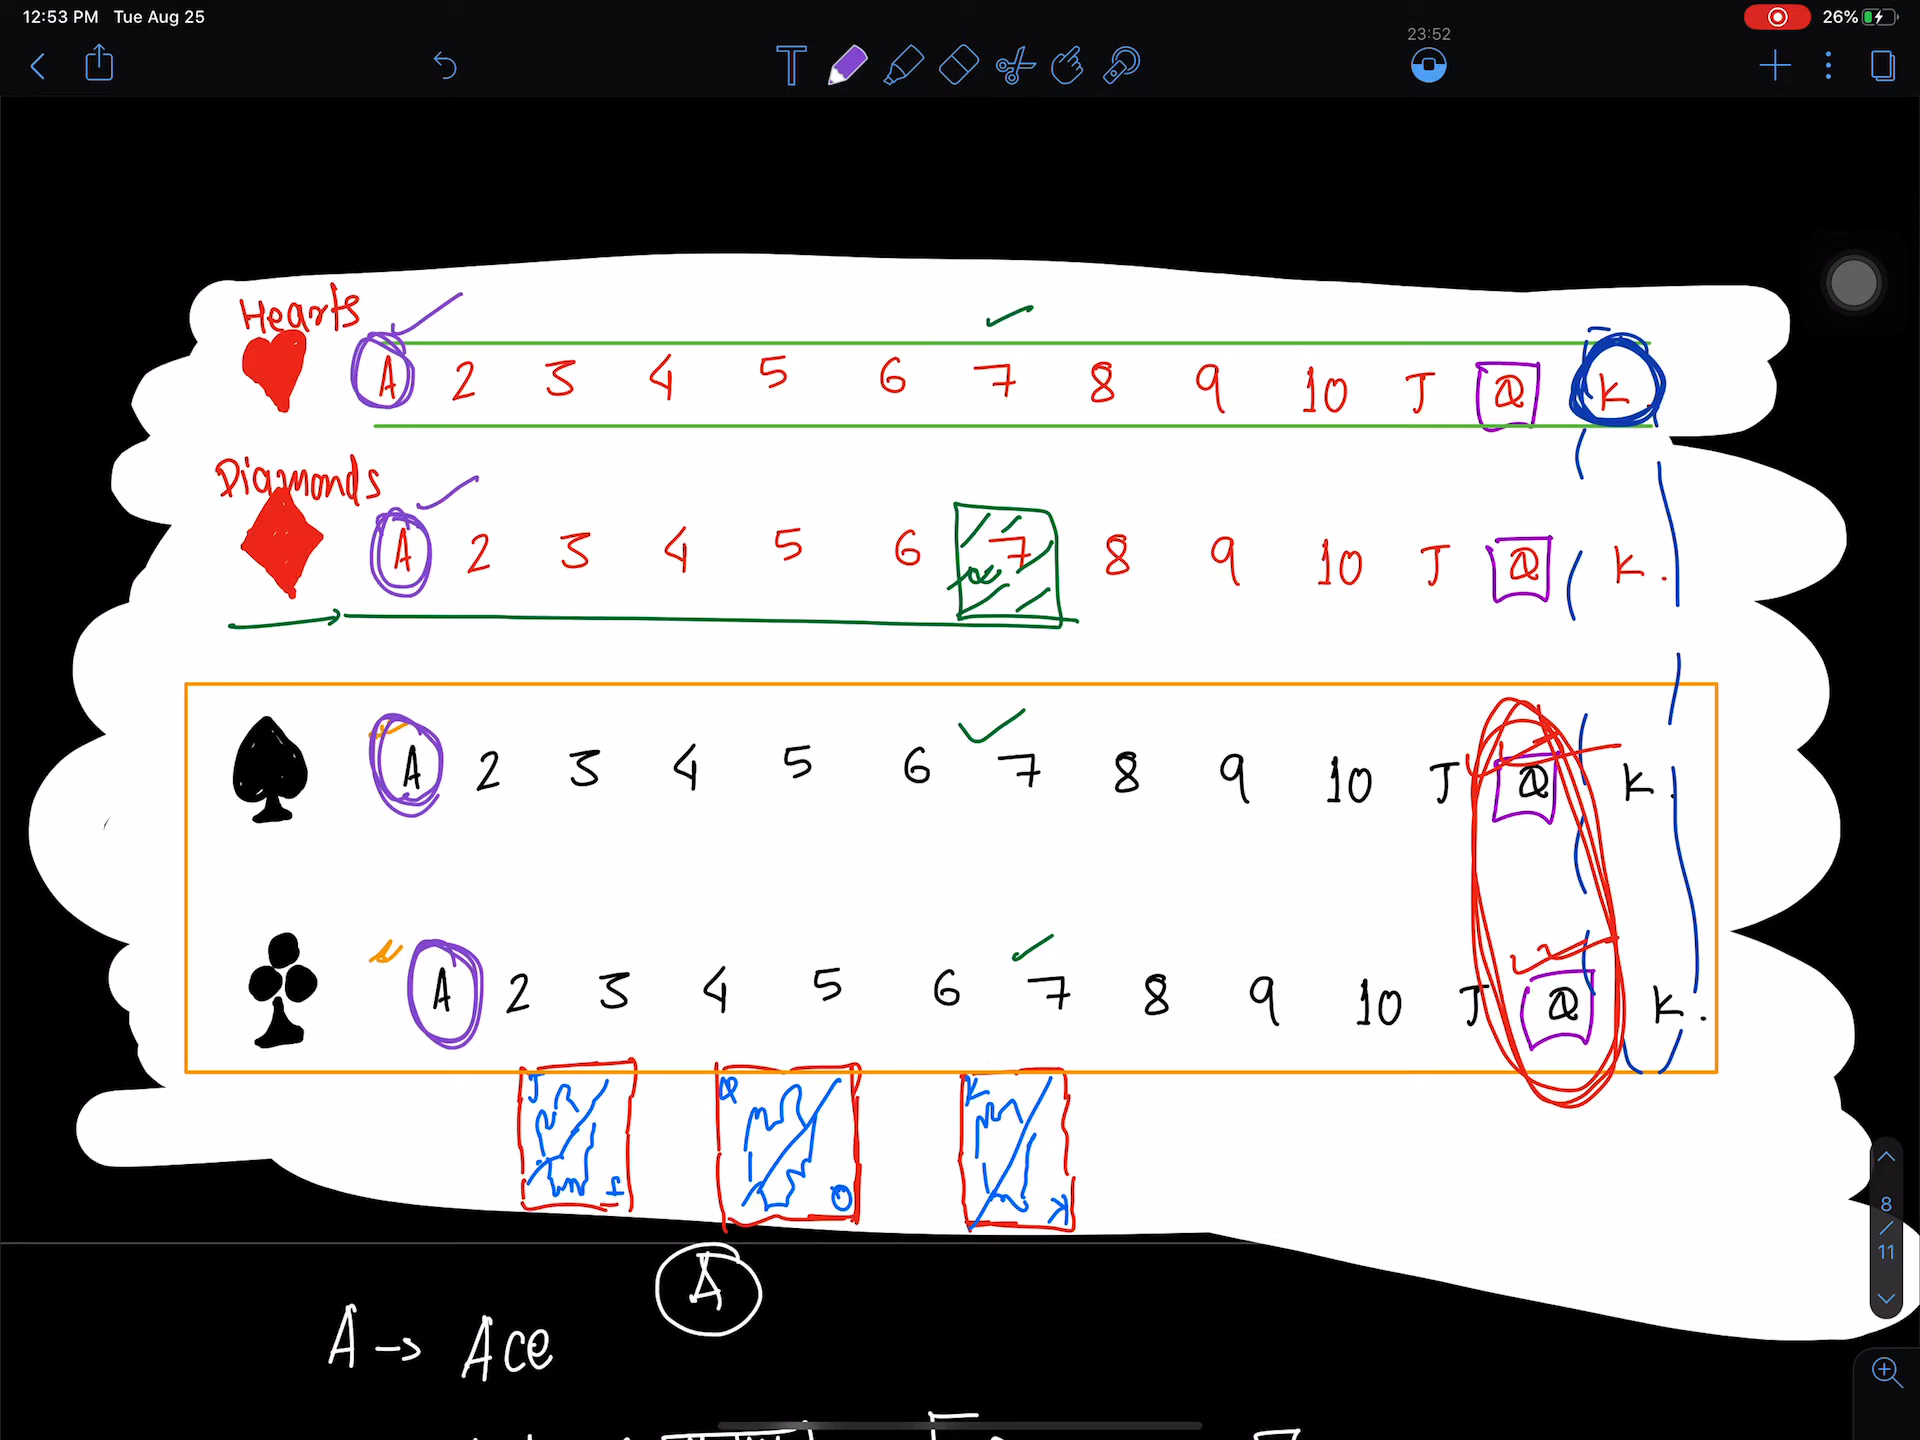 12:53 PM Tue Aug 25
26%
23:52
Hearts
A 2 3 4 5 6 7 8 9 10 J Q K
Diamonds
A 2 3 4 5 6 7 8 9 10 J Q K.
A 2 3 4 5 6 7 8 9 10 J Q K.
A 2 3 4 5 6 7 8 9 10 J Q K.
J Q K
A
A → Ace
8 / 11